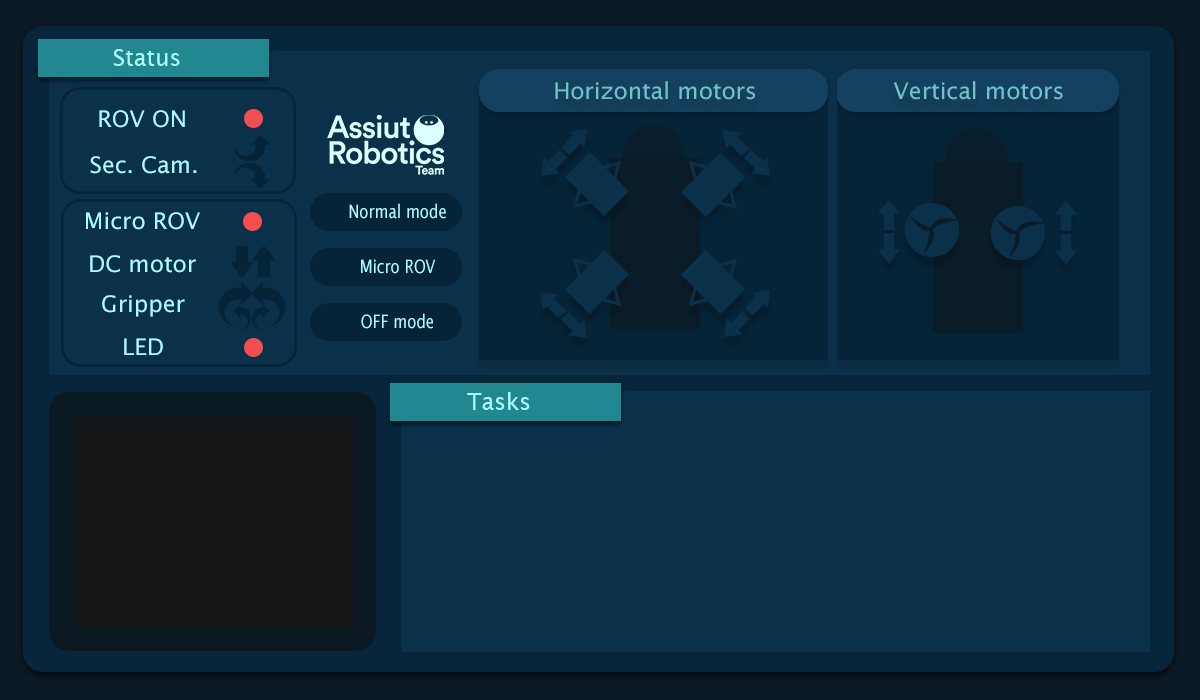 Status
ROV ON
Sec. Cam.
Micro ROV
DC motor
Gripper
LED
Assiut
Robotics
Team
Normal mode
Micro ROV
OFF mode
Horizontal motors
Vertical motors
Tasks